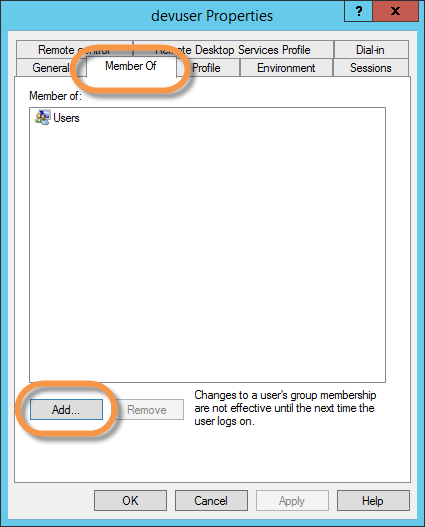 devuser Properties
? x
Remote control Remote Desktop Services Profile Dial-in
General Member Of Profile Environment Sessions
Member of:
Users
Add... Remove
Changes to a user's group membership
are not effective until the next time the
user logs on.
OK Cancel Apply Help